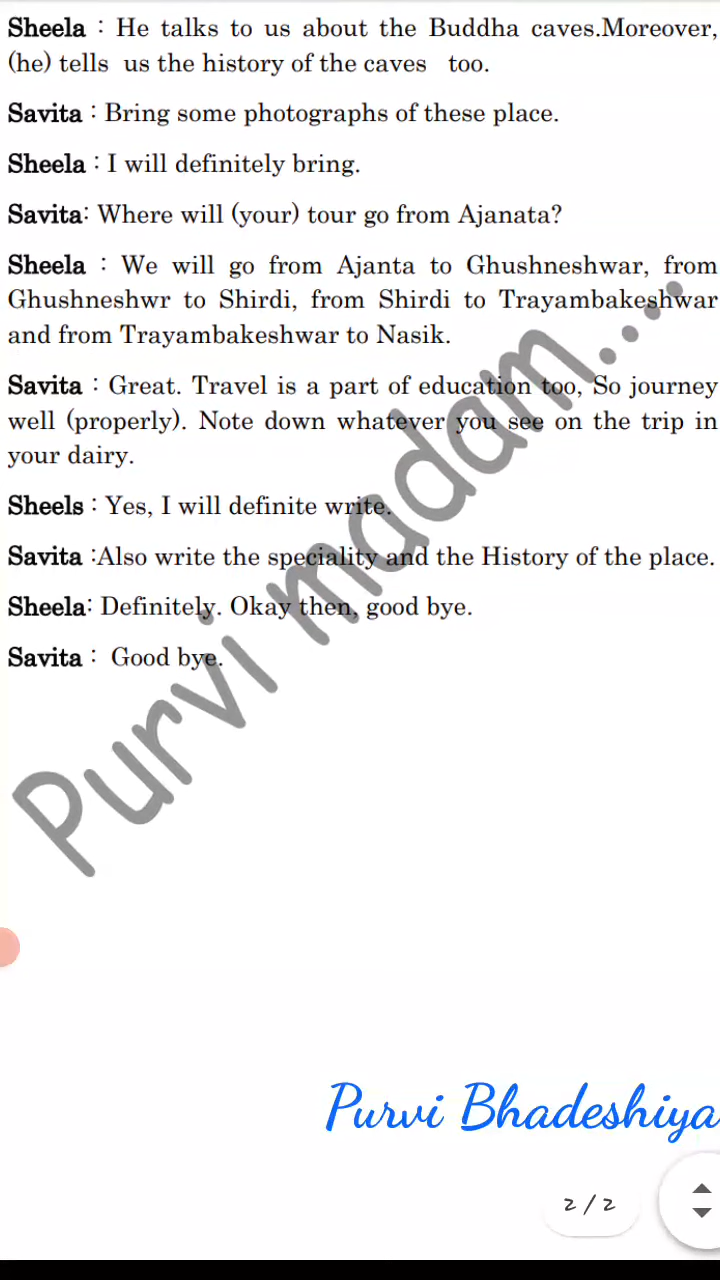 Sheela : He talks to us about the Buddha caves.Moreover,
(he) tells us the history of the caves too.
Savita : Bring some photographs of these place.
Sheela : I will definitely bring.
Savita: Where will (your) tour go from Ajanata?
Sheela : We will go from Ajanta to Ghushneshwar, from
Ghushneshwr to Shirdi, from Shirdi to Trayambakeshwar
and from Trayambakeshwar to Nasik.
Savita : Great. Travel is a part of education too, So journey
well (properly). Note down whatever you see on the trip in
your dairy.
Sheels : Yes, I will definite write.
Savita :Also write the speciality and the History of the place.
Sheela: Definitely. Okay then, good bye.
Savita : Good bye.
Purvi madam....
Purvi Bhadeshiya
2 / 2